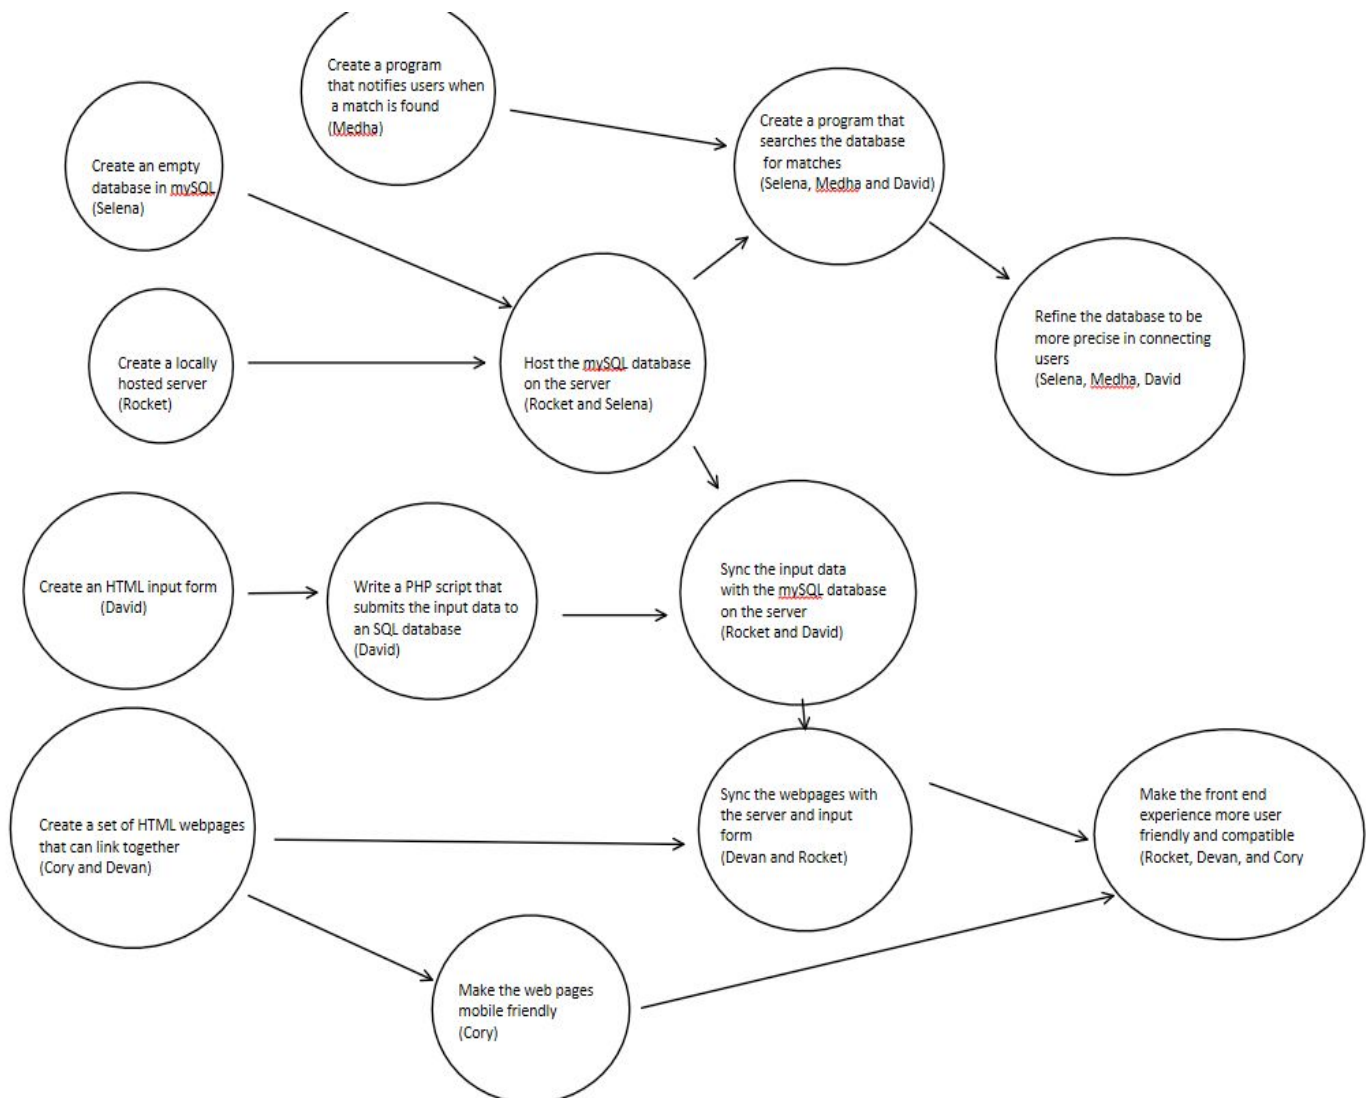 Create a program
that notifies users when
a match is found
(Medha)
Create a program that
searches the database
for matches
(Selena, Medha and David)
Create an empty
database in mySQL
(Selena)
Refine the database to be
more precise in connecting
users
(Selena, Medha, David
Create a locally
hosted server
(Rocket)
Host the mySQL database
on the server
(Rocket and Selena)
Create an HTML input form
(David)
Write a PHP script that
submits the input data to
an SQL database
(David)
Sync the input data
with the mySQL database
on the server
(Rocket and David)
Create a set of HTML webpages
that can link together
(Cory and Devan)
Sync the webpages with
the server and input
form
(Devan and Rocket)
Make the front end
experience more user
friendly and compatible
(Rocket, Devan, and Cory
Make the web pages
mobile friendly
(Cory)